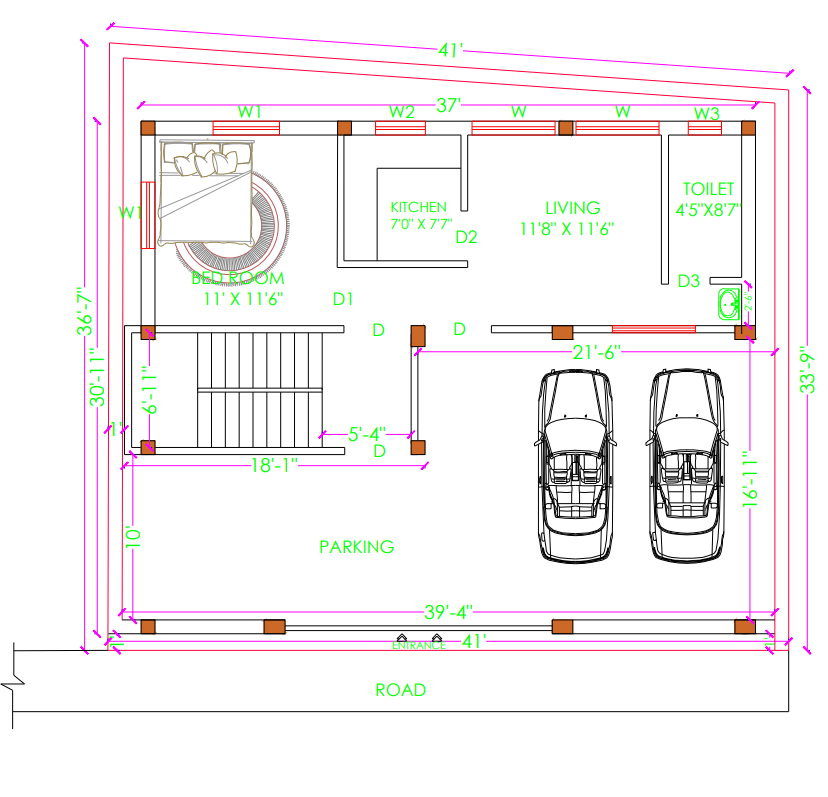 41'
37'
W1
W2
W
W
W3
TOILET
4'5"X8'7"
KITCHEN
7'0" X 7'7"
LIVING
11'8" X 11'6"
W1
D2
BED ROOM
11' X 11'6"
D1
D3
2'-6"
D
D
36'-7"
30'-11"
33'-9"
21'-6"
6'-11"
1'
5'-4"
D
18'-1"
16'-11"
10'
PARKING
39'-4"
1'
ENTRANCE
41'
1'
ROAD